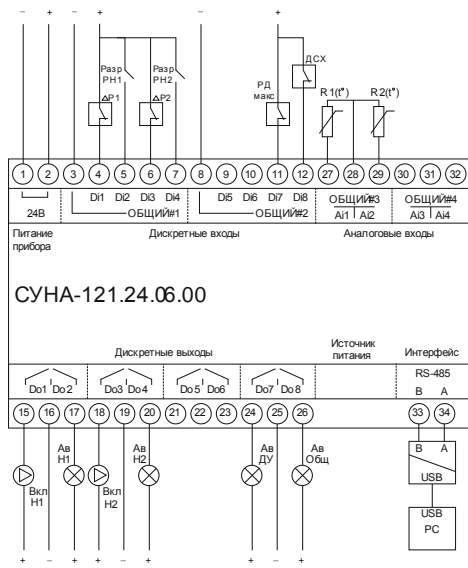 − + − + − +
Разр РН1
Разр РН2
ΔP1
ΔP2
РД макс
ДСХ
R1(t°)
R2(t°)
1 2 3 4 5 6 7 8 9 10 11 12 27 28 29 30 31 32
Di1 Di2 Di3 Di4 Di5 Di6 Di7 Di8
24В
ОБЩИЙ#1
ОБЩИЙ#2
ОБЩИЙ#3
ОБЩИЙ#4
Ai1 Ai2
Ai3 Ai4
Питание прибора
Дискретные входы
Аналоговые входы
СУНА-121.24.06.00
Дискретные выходы
Источник питания
Интерфейс
RS-485
Do1 Do2 Do3 Do4 Do5 Do6 Do7 Do8
B A
15 16 17 18 19 20 21 22 23 24 25 26 33 34
Вкл Н1
Ав Н1
Вкл Н2
Ав Н2
Ав ДУ
Ав Общ
B A
USB
USB
PC
+ − + + − + + − +